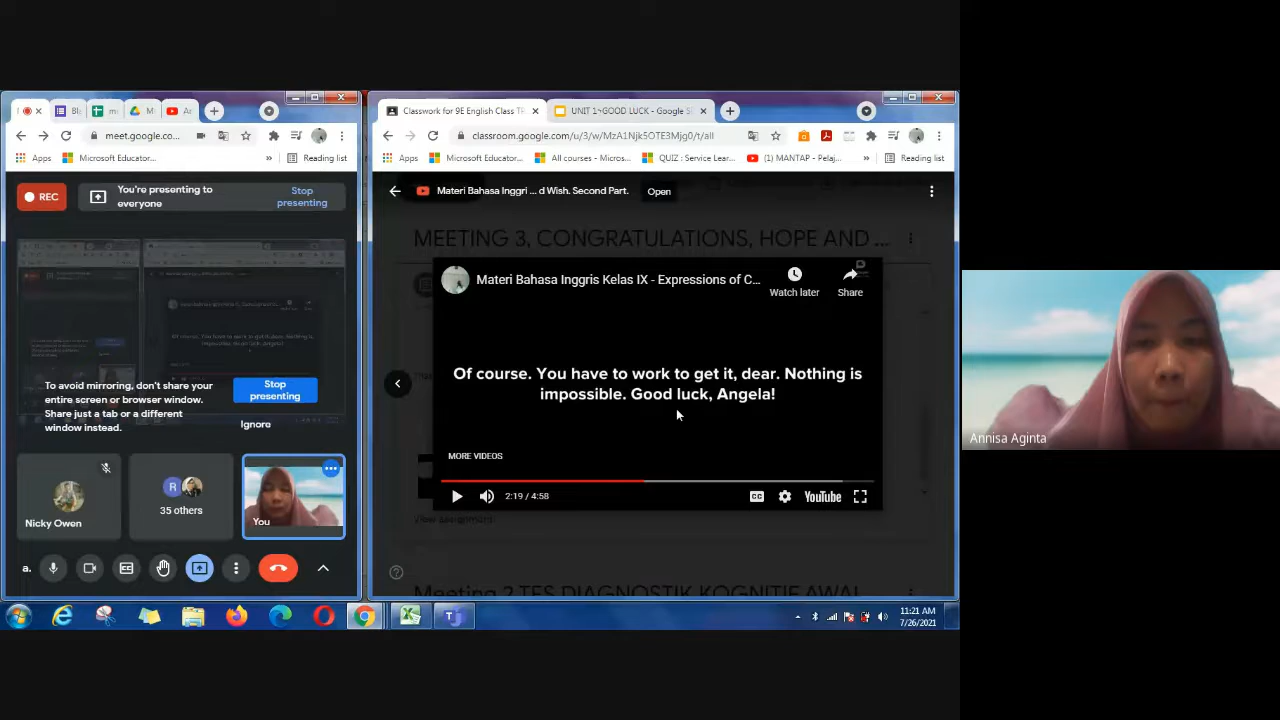 Bl
M
Ar
meet.google.co...
Apps
Microsoft Educator...
»
Reading list
REC
You're presenting to
everyone
Stop
presenting
To avoid mirroring, don't share your
entire screen or browser window.
Share just a tab or a different
window instead.
Stop
presenting
Ignore
Nicky Owen
R
35 others
You
a.
Classwork for 9E English Class T
UNIT 1~GOOD LUCK - Google S
classroom.google.com/u/3/w/MzA1Njk5OTE3Mjg0/t/all
Apps
Microsoft Educator...
All courses - Micros...
QUIZ : Service Lear...
(1) MANTAP - Pelaj...
»
Reading list
Materi Bahasa Inggri ... d Wish. Second Part.
Open
MEETING 3, CONGRATULATIONS, HOPE AND ...
Materi Bahasa Inggris Kelas IX - Expressions of C...
Watch later
Share
Of course. You have to work to get it, dear. Nothing is
impossible. Good luck, Angela!
MORE VIDEOS
2:19 / 4:58
CC
YouTube
View assignment
Meeting 2 TES DIAGNOSTIK KOGNITIF AWAL
11:21 AM
7/26/2021
Annisa Aginta